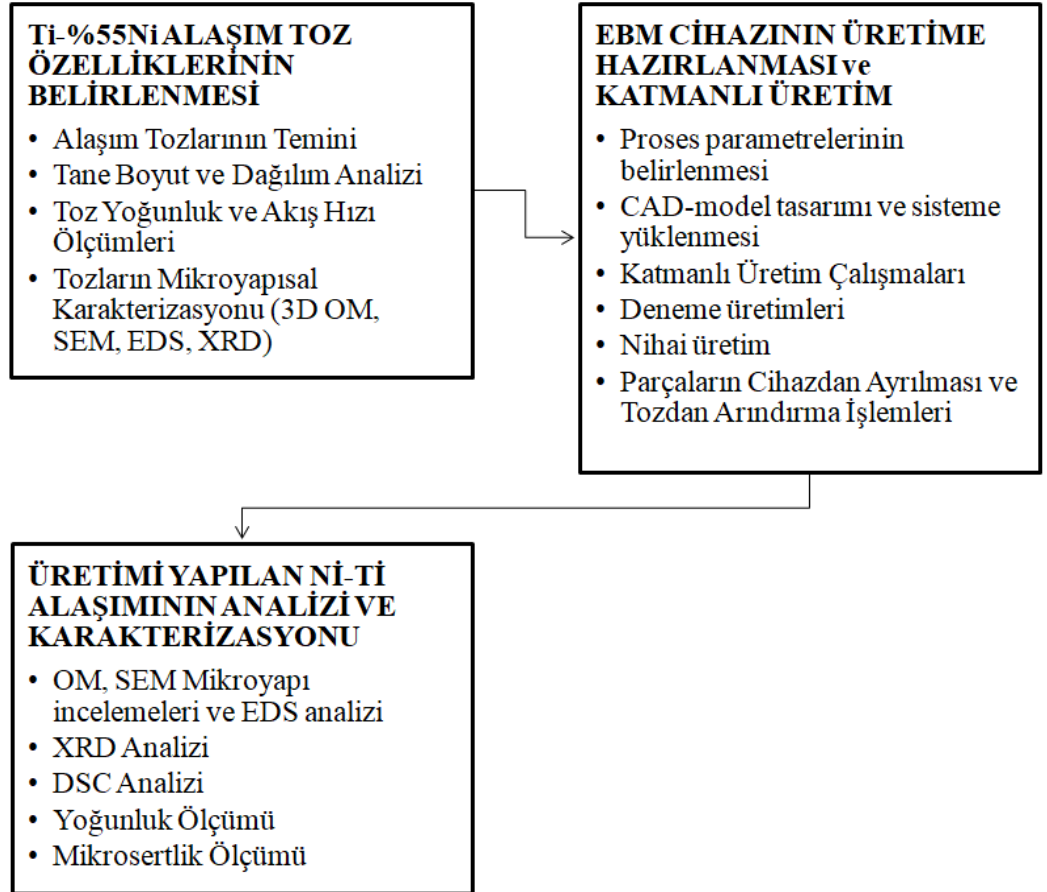 Ti-%55Ni ALAŞIM TOZ
ÖZELLİKLERİNİN
BELİRLENMESİ
• Alaşım Tozlarının Temini
• Tane Boyut ve Dağılım Analizi
• Toz Yoğunluk ve Akış Hızı
Ölçümleri
• Tozların Mikroyapısal
Karakterizasyonu (3D OM,
SEM, EDS, XRD)
EBM CİHAZININ ÜRETİME
HAZIRLANMASI ve
KATMANLI ÜRETİM
• Proses parametrelerinin
belirlenmesi
• CAD-model tasarımı ve sisteme
yüklenmesi
• Katmanlı Üretim Çalışmaları
• Deneme üretimleri
• Nihai üretim
• Parçaların Cihazdan Ayrılması ve
Tozdan Arındırma İşlemleri
ÜRETİMİ YAPILAN Nİ-Tİ
ALAŞIMININ ANALİZİ VE
KARAKTERİZASYONU
• OM, SEM Mikroyapı
incelemeleri ve EDS analizi
• XRD Analizi
• DSC Analizi
• Yoğunluk Ölçümü
• Mikrosertlik Ölçümü